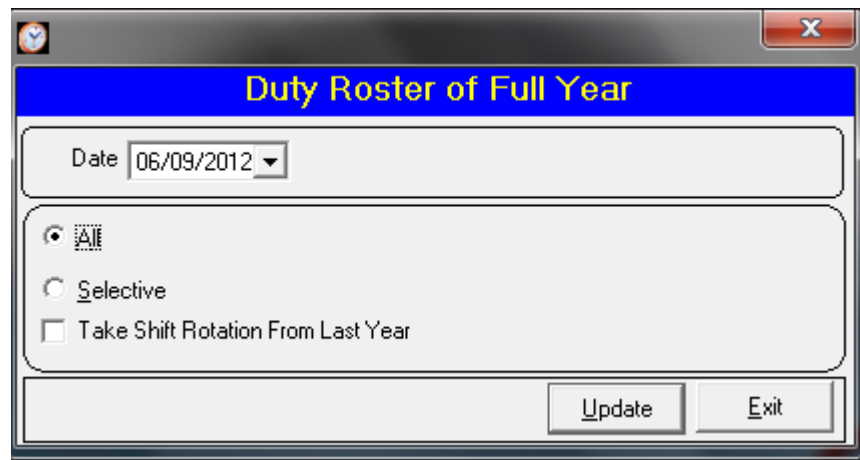 Duty Roster of Full Year
Date 06/09/2012
All
Selective
Take Shift Rotation From Last Year
Update Exit